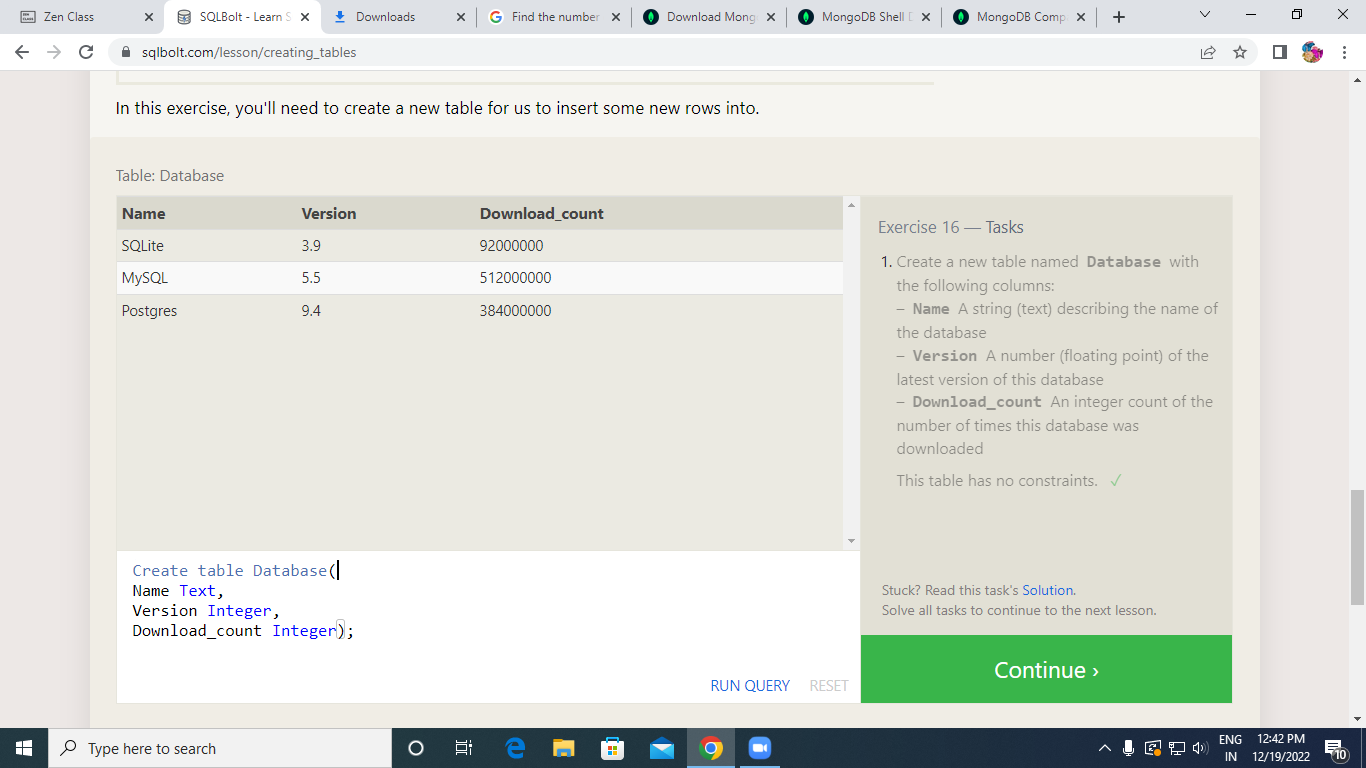 Zen Class
SQLBolt - Learn S
Downloads
Find the number
Download Mong
MongoDB Shell D
MongoDB Comp
sqlbolt.com/lesson/creating_tables
In this exercise, you'll need to create a new table for us to insert some new rows into.
Table: Database
Name Version Download_count
SQLite 3.9 92000000
MySQL 5.5 512000000
Postgres 9.4 384000000
Exercise 16 — Tasks
1. Create a new table named Database with
the following columns:
– Name A string (text) describing the name of
the database
– Version A number (floating point) of the
latest version of this database
– Download_count An integer count of the
number of times this database was
downloaded
This table has no constraints. ✓
Create table Database(
Name Text,
Version Integer,
Download_count Integer);
RUN QUERY RESET
Stuck? Read this task's Solution.
Solve all tasks to continue to the next lesson.
Continue ›
Type here to search
ENG
IN
12:42 PM
12/19/2022
10